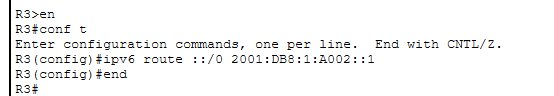 R3>en
R3#conf t
Enter configuration commands, one per line.  End with CNTL/Z.
R3(config)#ipv6 route ::/0 2001:DB8:1:A002::1
R3(config)#end
R3#